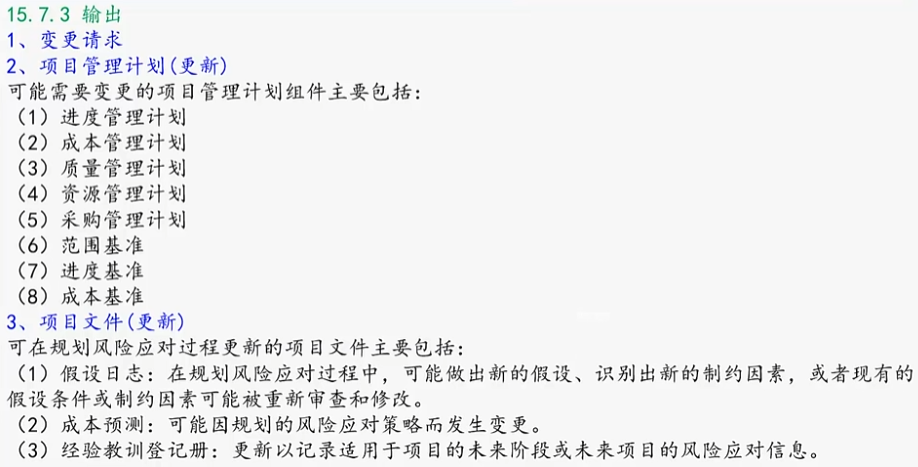 15.7.3 输出
1、变更请求
2、项目管理计划(更新)
可能需要变更的项目管理计划组件主要包括：
（1）进度管理计划
（2）成本管理计划
（3）质量管理计划
（4）资源管理计划
（5）采购管理计划
（6）范围基准
（7）进度基准
（8）成本基准
3、项目文件(更新)
可在规划风险应对过程更新的项目文件主要包括：
（1）假设日志：在规划风险应对过程中，可能做出新的假设、识别出新的制约因素，或者现有的
假设条件或制约因素可能被重新审查和修改。
（2）成本预测：可能因规划的风险应对策略而发生变更。
（3）经验教训登记册：更新以记录适用于项目的未来阶段或未来项目的风险应对信息。